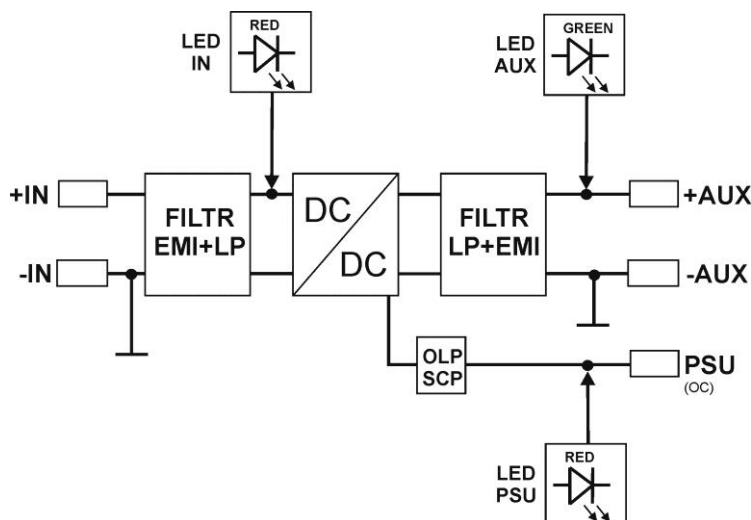 LED
IN
RED
LED
AUX
GREEN
+IN
FILTR
EMI+LP
DC
DC
FILTR
LP+EMI
+AUX
-IN
-AUX
OLP
SCP
PSU
(OC)
LED
PSU
RED